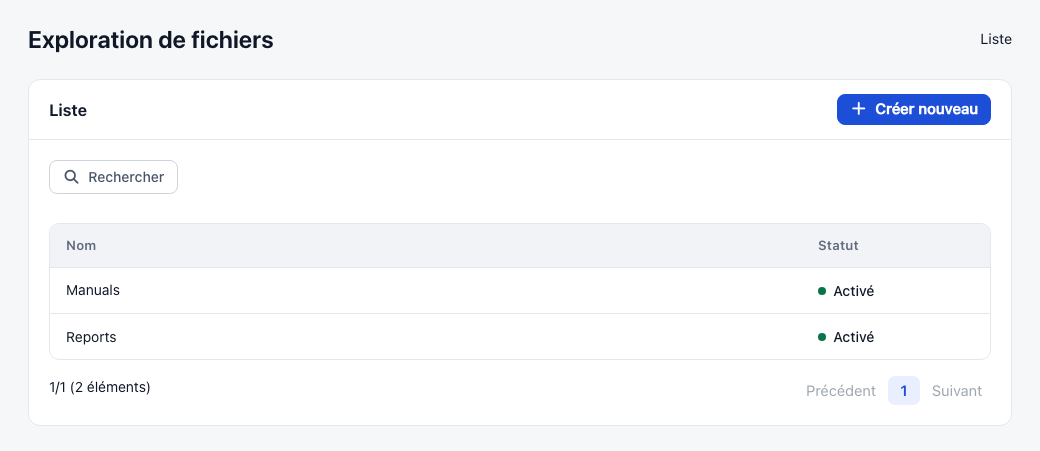 Exploration de fichiers
Liste
Liste
Créer nouveau
Rechercher
Nom Statut
Manuals Activé
Reports Activé
1/1 (2 éléments)
Précédent 1 Suivant